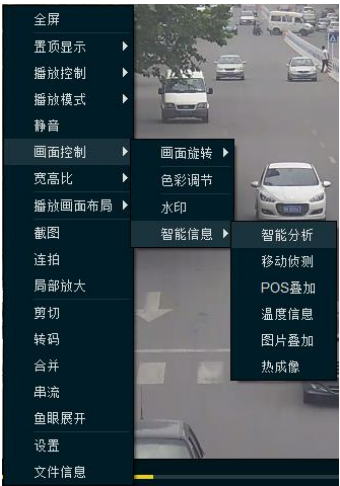 全屏
置顶显示
播放控制
播放模式
静音
画面控制
宽高比
播放画面布局
截图
连拍
局部放大
剪切
转码
合并
串流
鱼眼展开
设置
文件信息
画面旋转
色彩调节
水印
智能信息
智能分析
移动侦测
POS叠加
温度信息
图片叠加
热成像